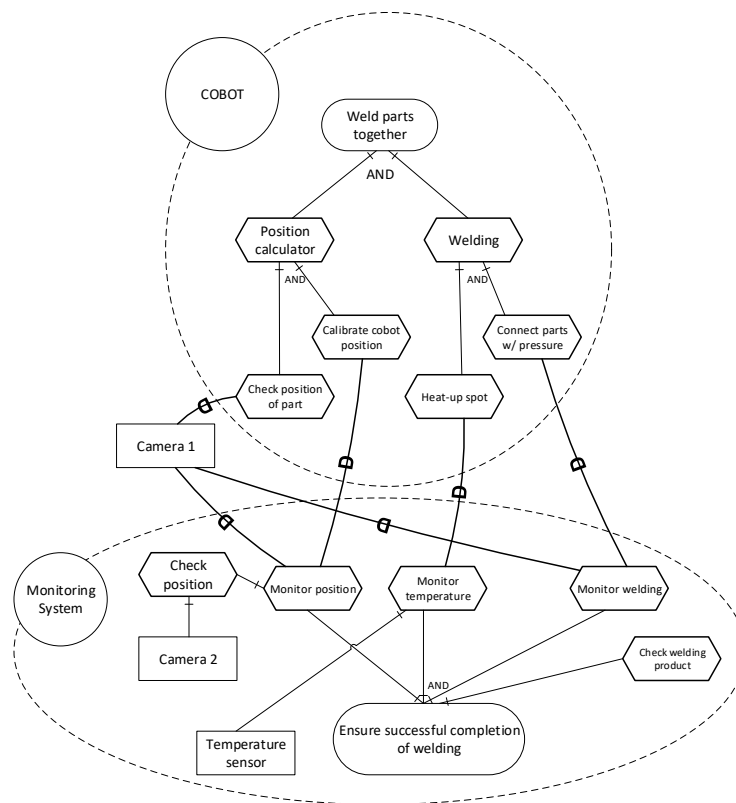 COBOT
Weld parts
together
AND
Position
calculator
Welding
AND
AND
Calibrate cobot
position
Connect parts
w/ pressure
Check position
of part
Heat-up spot
D
Camera 1
D
D
D
D
D
Check
position
Monitoring
System
Monitor position
Monitor
temperature
Monitor welding
Camera 2
Check welding
product
AND
Ensure successful completion
of welding
Temperature
sensor